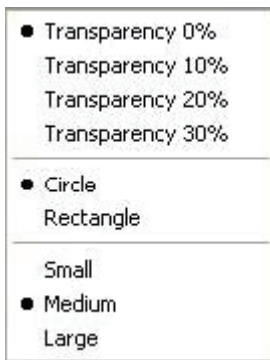 Transparency 0%
Transparency 10%
Transparency 20%
Transparency 30%
Circle
Rectangle
Small
Medium
Large